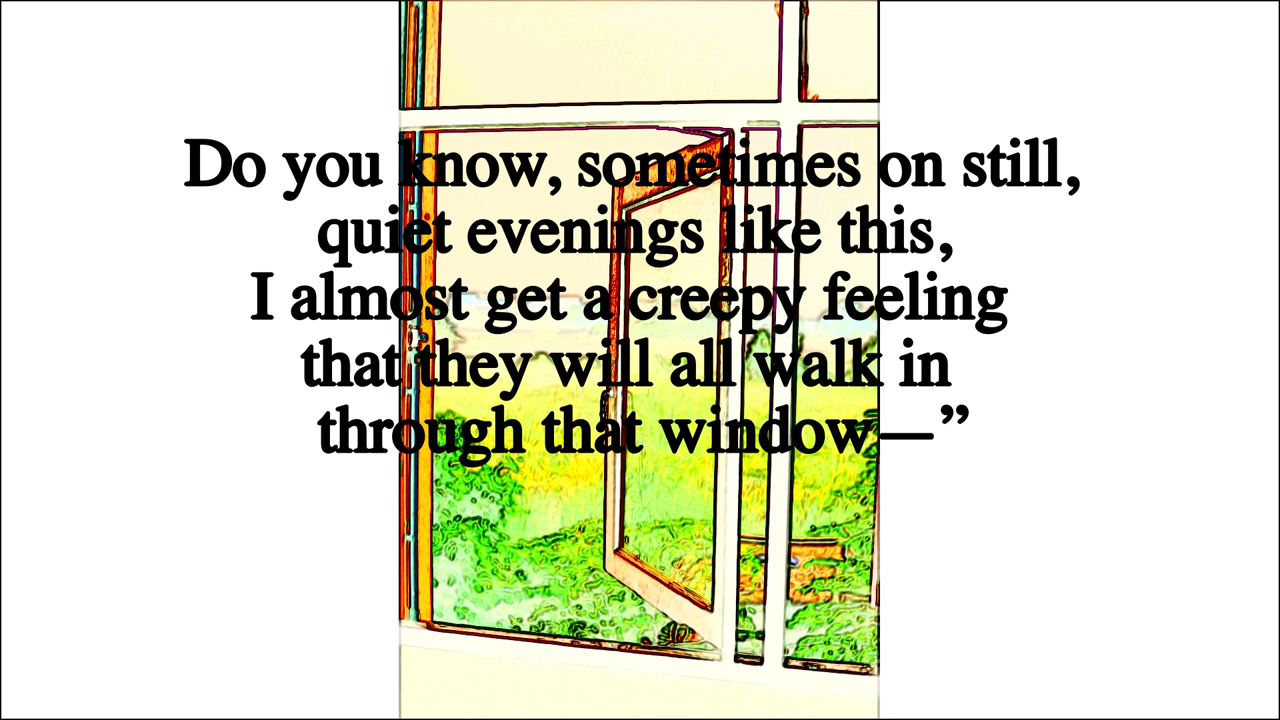 Do you know, sometimes on still,
quiet evenings like this,
I almost get a creepy feeling
that they will all walk in
through that window—”